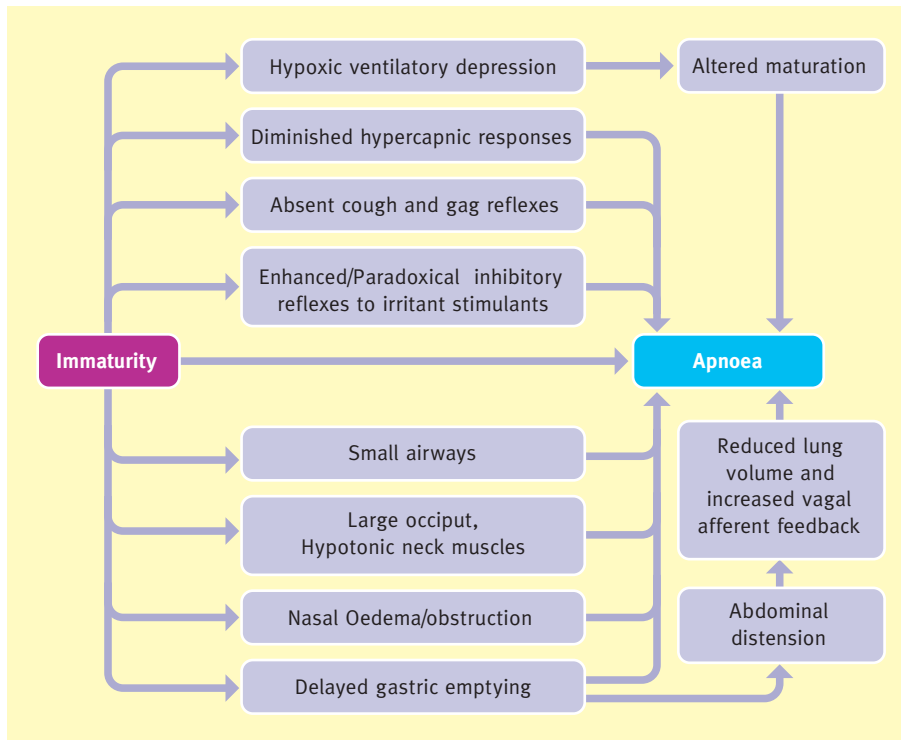 Hypoxic ventilatory depression
Altered maturation
Diminished hypercapnic responses
Absent cough and gag reflexes
Enhanced/Paradoxical inhibitory
reflexes to irritant stimulants
Immaturity
Apnoea
Small airways
Large occiput,
Hypotonic neck muscles
Nasal Oedema/obstruction
Delayed gastric emptying
Reduced lung
volume and
increased vagal
afferent feedback
Abdominal
distension